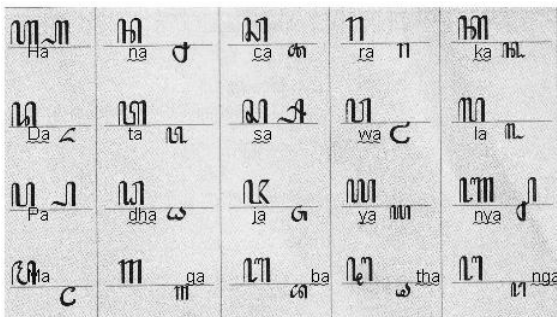 ꦲ ꧀ꦲ ꦤ ꦕ ꦫ ꦏ
Ha na ꧀ꦤ ca ꧀ꦕ ra ꧀ꦫ ka ꧀ꦏ
ꦢ ꦠ ꦱ ꧀ꦱ ꦮ ꦭ
Da ꧀ꦢ ta ꧀ꦠ sa wa ꧀ꦮ la ꧀ꦭ
ꦥ ꧀ꦥ ꦝ ꦗ ꦪ ꦚ ꧀ꦚ
Pa dha ꧀ꦝ ja ꧀ꦗ ya ꧀ꦪ nya
ꦩ ꦒ ꦧ ꦛ ꦔ
Ma ꧀ꦩ ga ꧀ꦒ ba ꧀ꦧ tha ꧀ꦛ nga ꧀ꦔ